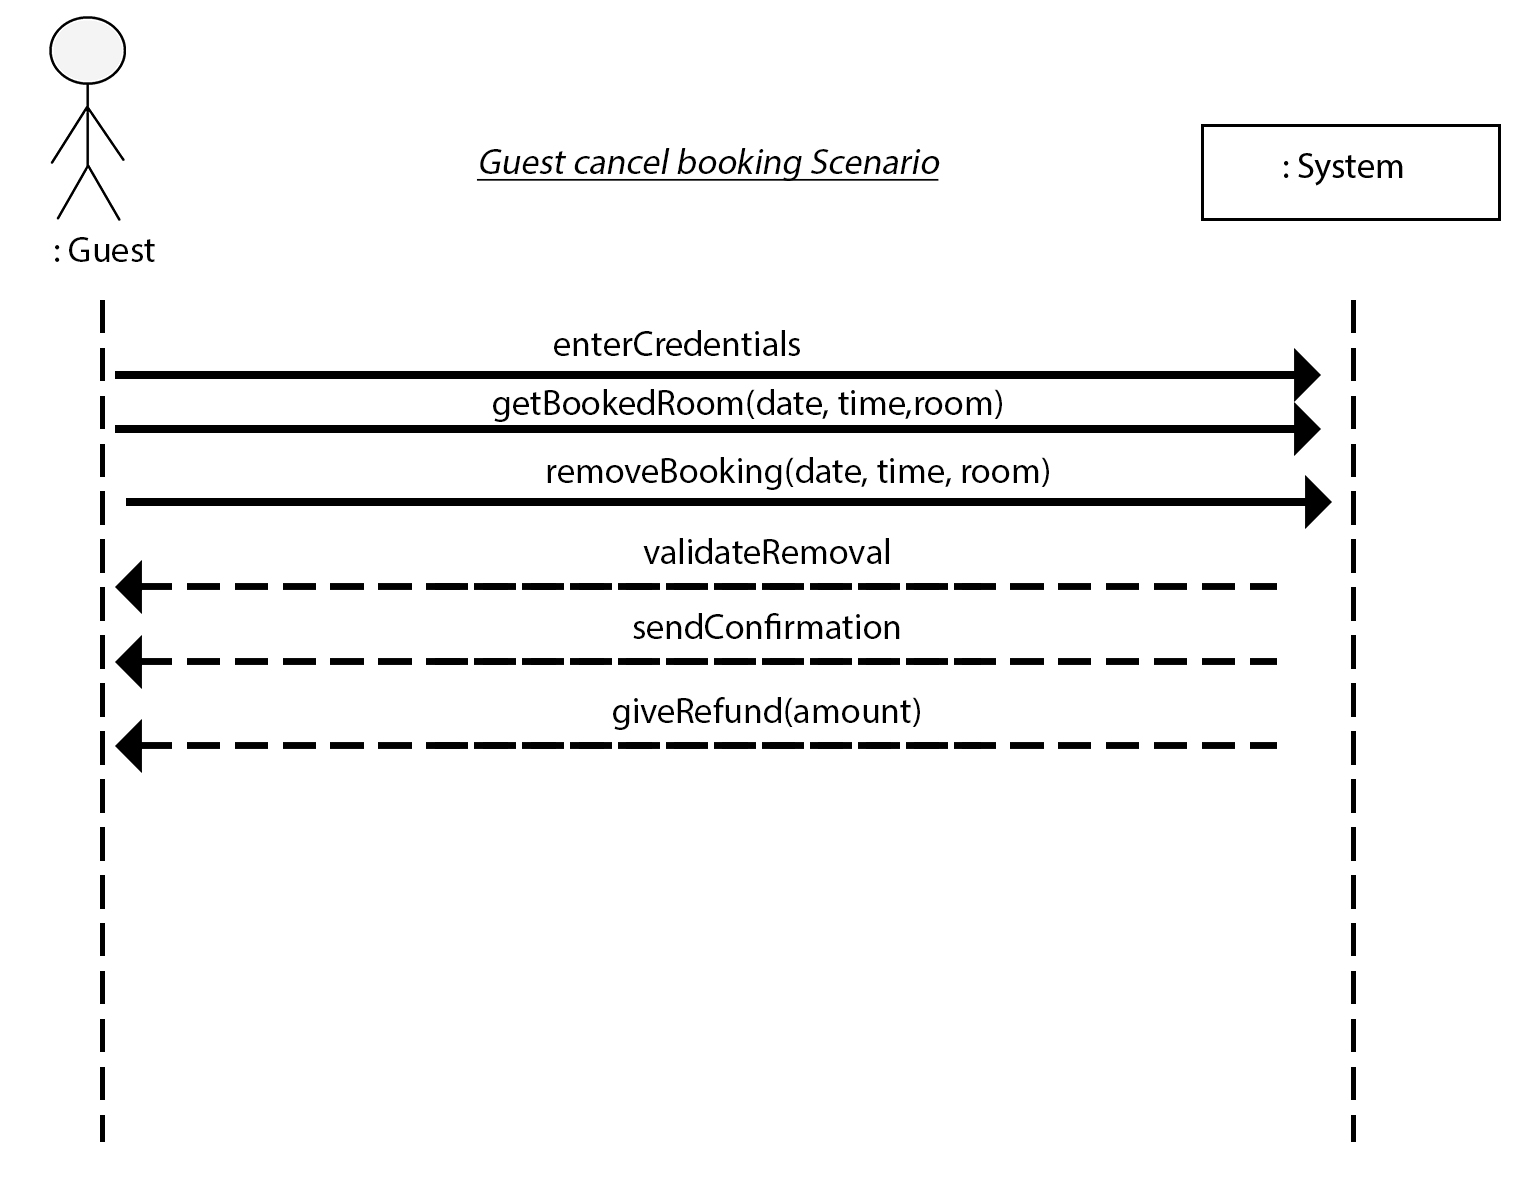 Guest cancel booking Scenario
: System
: Guest
enterCredentials
getBookedRoom(date, time,room)
removeBooking(date, time, room)
validateRemoval
sendConfirmation
giveRefund(amount)